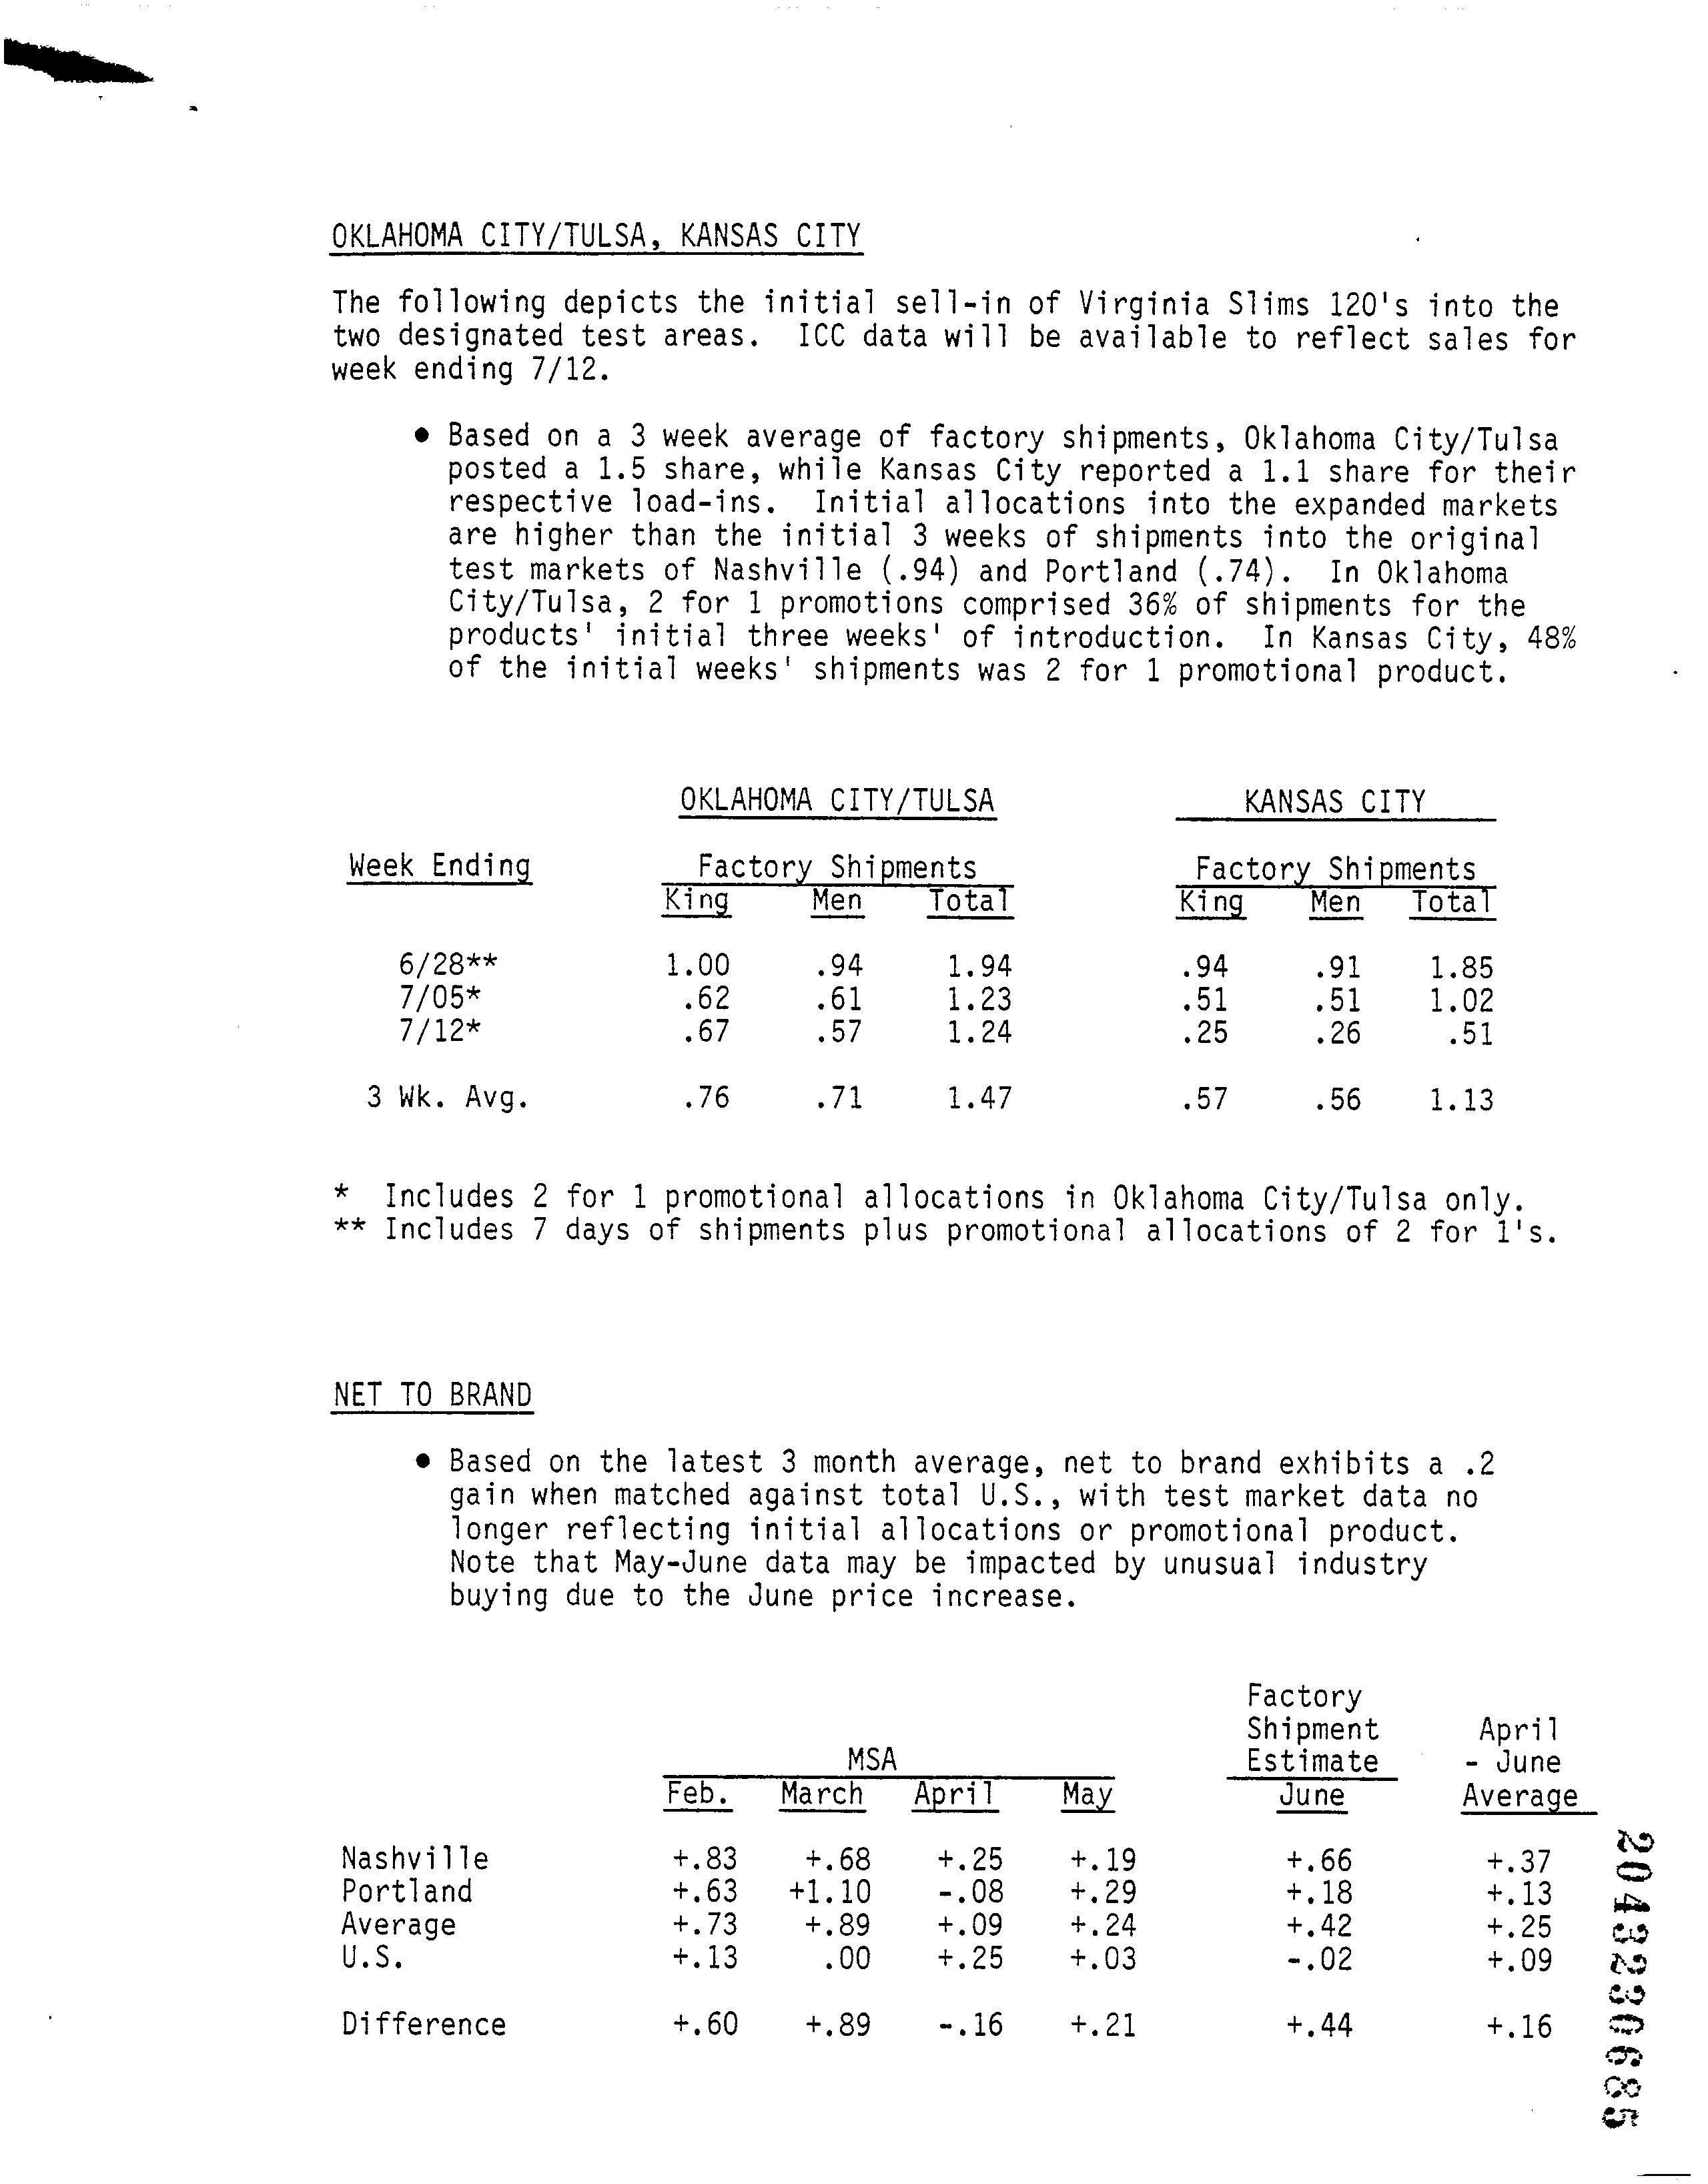 OKLAHOMA CITY/TULSA, KANSAS CITY
The following depicts the initial sell-in of Virginia Slims 120's into the
two designated test areas.  ICC data will be available to reflect sales for
week ending 7/12.
● Based on a 3 week average of factory shipments, Oklahoma City/Tulsa
posted a 1.5 share, while Kansas City reported a 1.1 share for their
respective load-ins.  Initial allocations into the expanded markets
are higher than the initial 3 weeks of shipments into the original
test markets of Nashville (.94) and Portland (.74).  In Oklahoma
City/Tulsa, 2 for 1 promotions comprised 36% of shipments for the
products' initial three weeks' of introduction.  In Kansas City, 48%
of the initial weeks' shipments was 2 for 1 promotional product.
OKLAHOMA CITY/TULSA KANSAS CITY
Week Ending Factory Shipments Factory Shipments
King Men Total King Men Total
6/28** 1.00 .94 1.94 .94 .91 1.85
7/05* .62 .61 1.23 .51 .51 1.02
7/12* .67 .57 1.24 .25 .26 .51
3 Wk. Avg. .76 .71 1.47 .57 .56 1.13
* Includes 2 for 1 promotional allocations in Oklahoma City/Tulsa only.
** Includes 7 days of shipments plus promotional allocations of 2 for 1's.
NET TO BRAND
● Based on the latest 3 month average, net to brand exhibits a .2
gain when matched against total U.S., with test market data no
longer reflecting initial allocations or promotional product.
Note that May-June data may be impacted by unusual industry
buying due to the June price increase.
Factory
Shipment April
MSA Estimate - June
Feb. March April May June Average
Nashville +.83 +.68 +.25 +.19 +.66 +.37
Portland +.63 +1.10 -.08 +.29 +.18 +.13
Average +.73 +.89 +.09 +.24 +.42 +.25
U.S. +.13 .00 +.25 +.03 -.02 +.09
Difference +.60 +.89 -.16 +.21 +.44 +.16
2043230685